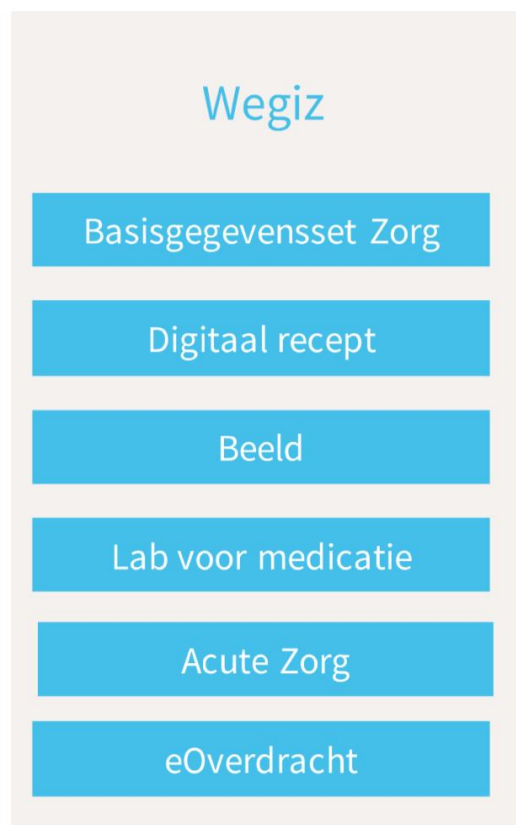 Wegiz
Basisgegevensset Zorg
Digitaal recept
Beeld
Lab voor medicatie
Acute Zorg
eOverdracht